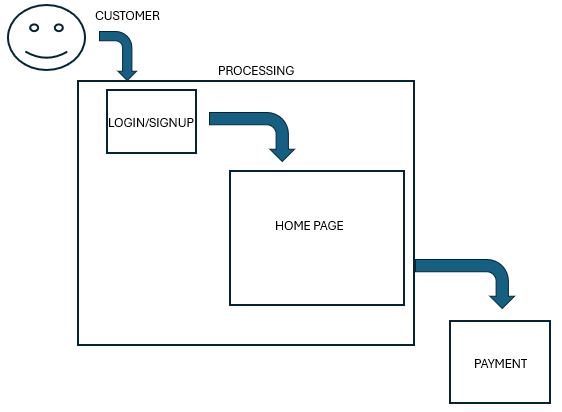 CUSTOMER
PROCESSING
LOGIN/SIGNUP
HOME PAGE
PAYMENT